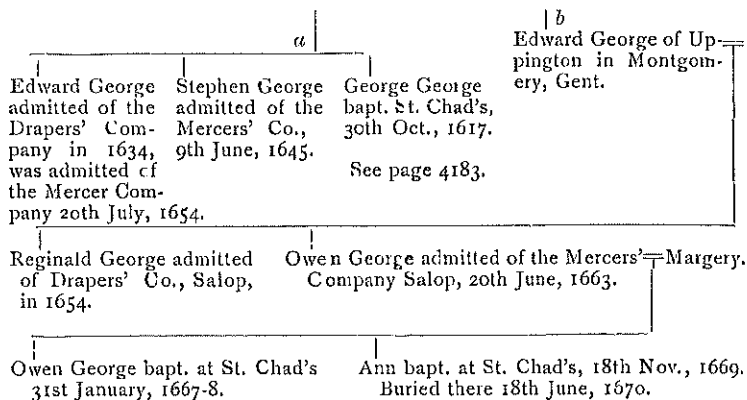 a
b
Edward George of Up-
pington in Montgom-
ery, Gent.
Edward George
admitted of the
Drapers' Com-
pany in 1634,
was admitted of
the Mercer Com-
pany 20th July, 1654.
Stephen George
admitted of the
Mercers' Co.,
9th June, 1645.
George George
bapt. St. Chad's,
30th Oct., 1617.
See page 4183.
Reginald George admitted
of Drapers' Co., Salop,
in 1654.
Owen George admitted of the Mercers'
Company Salop, 20th June, 1663.
Margery.
Owen George bapt. at St. Chad's
31st January, 1667-8.
Ann bapt. at St. Chad's, 18th Nov., 1669.
Buried there 18th June, 1670.